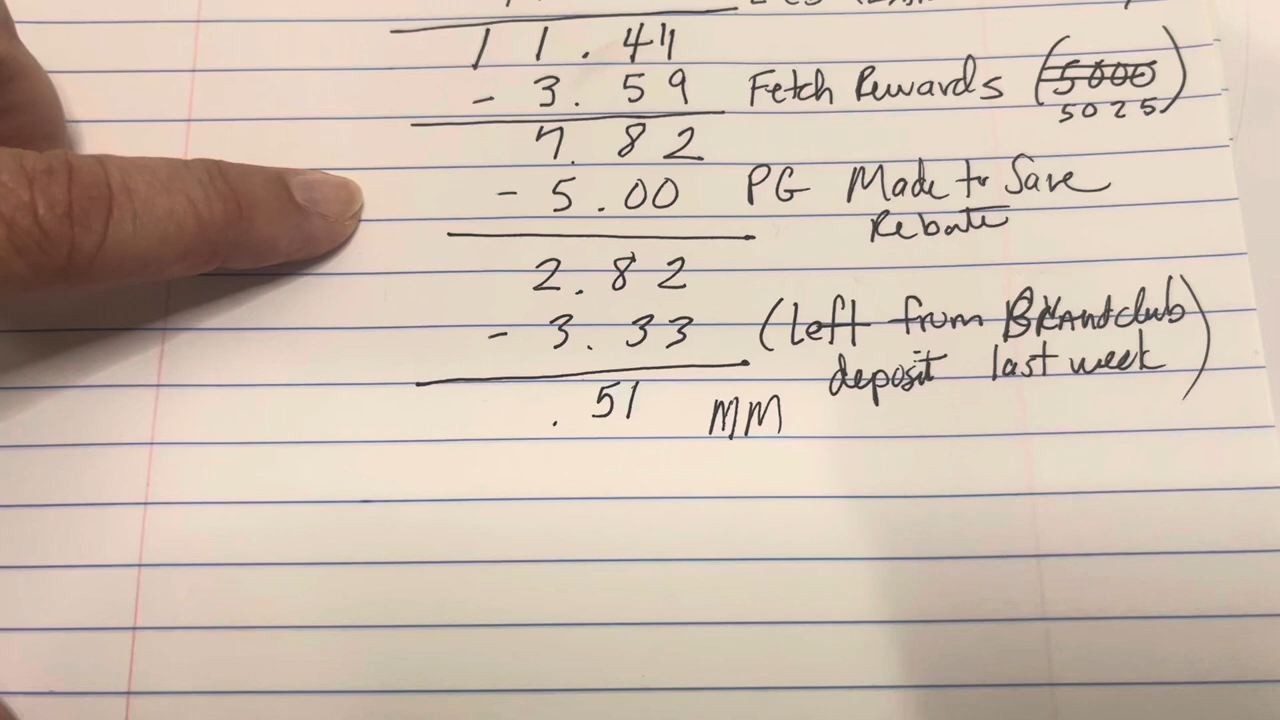 11.44
- 3.59 Fetch Rewards (5000)
5025
7.82
- 5.00 PG Made to Save
Rebate
2.82
- 3.33 (Left from Brandclub
deposit last week)
.51 MM